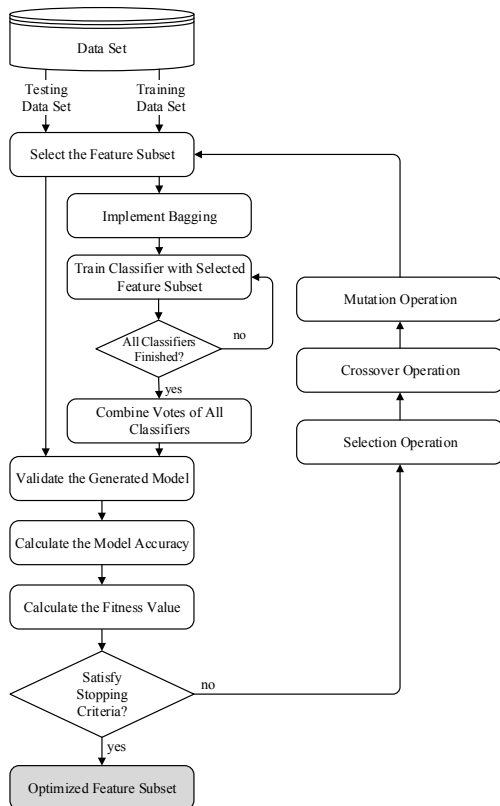 Data Set
Testing
Data Set
Training
Data Set
Select the Feature Subset
Implement Bagging
Train Classifier with Selected
Feature Subset
All Classifiers
Finished?
no
yes
Combine Votes of All
Classifiers
Validate the Generated Model
Calculate the Model Accuracy
Calculate the Fitness Value
Satisfy
Stopping
Criteria?
no
yes
Optimized Feature Subset
Mutation Operation
Crossover Operation
Selection Operation